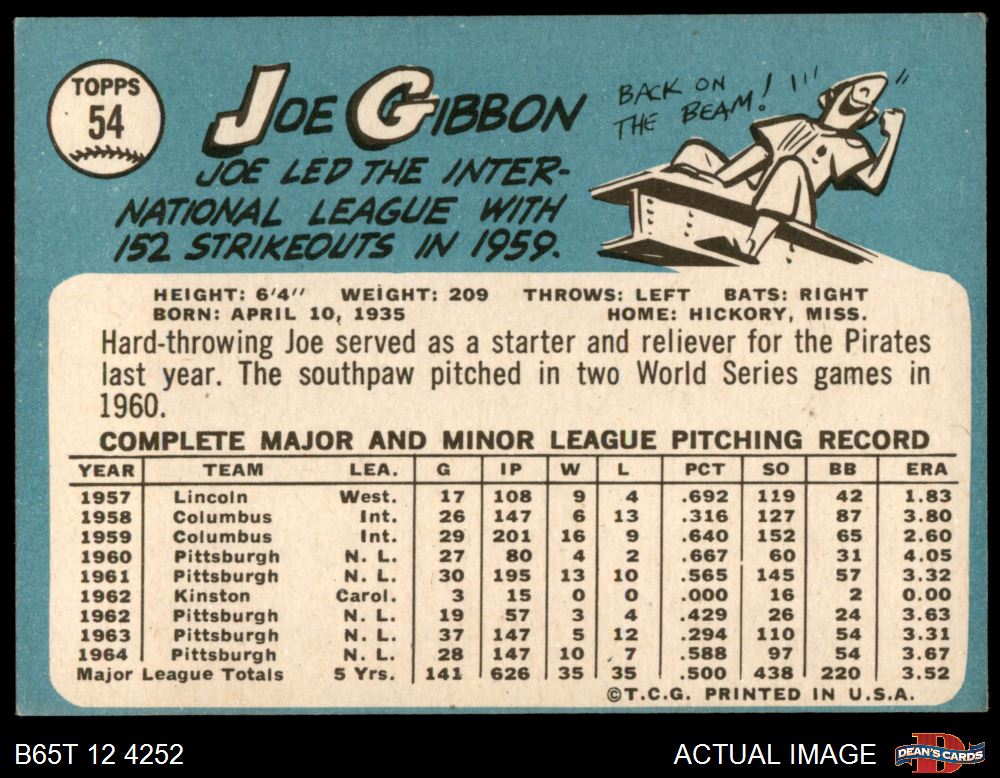 TOPPS
54
JOE GIBBON
JOE LED THE INTER-
NATIONAL LEAGUE WITH
152 STRIKEOUTS IN 1959.
BACK ON
THE BEAM!
HEIGHT: 6'4" WEIGHT: 209 THROWS: LEFT BATS: RIGHT
BORN: APRIL 10, 1935 HOME: HICKORY, MISS.
Hard-throwing Joe served as a starter and reliever for the Pirates
last year. The southpaw pitched in two World Series games in
1960.
COMPLETE MAJOR AND MINOR LEAGUE PITCHING RECORD
YEAR TEAM LEA. G IP W L PCT SO BB ERA
1957 Lincoln West. 17 108 9 4 .692 119 42 1.83
1958 Columbus Int. 26 147 6 13 .316 127 87 3.80
1959 Columbus Int. 29 201 16 9 .640 152 65 2.60
1960 Pittsburgh N. L. 27 80 4 2 .667 60 31 4.05
1961 Pittsburgh N. L. 30 195 13 10 .565 145 57 3.32
1962 Kinston Carol. 3 15 0 0 .000 16 2 0.00
1962 Pittsburgh N. L. 19 57 3 4 .429 26 24 3.63
1963 Pittsburgh N. L. 37 147 5 12 .294 110 54 3.31
1964 Pittsburgh N. L. 28 147 10 7 .588 97 54 3.67
Major League Totals 5 Yrs. 141 626 35 35 .500 438 220 3.52
©T.C.G. PRINTED IN U.S.A.
B65T 12 4252
ACTUAL IMAGE
D
DEAN'S CARDS